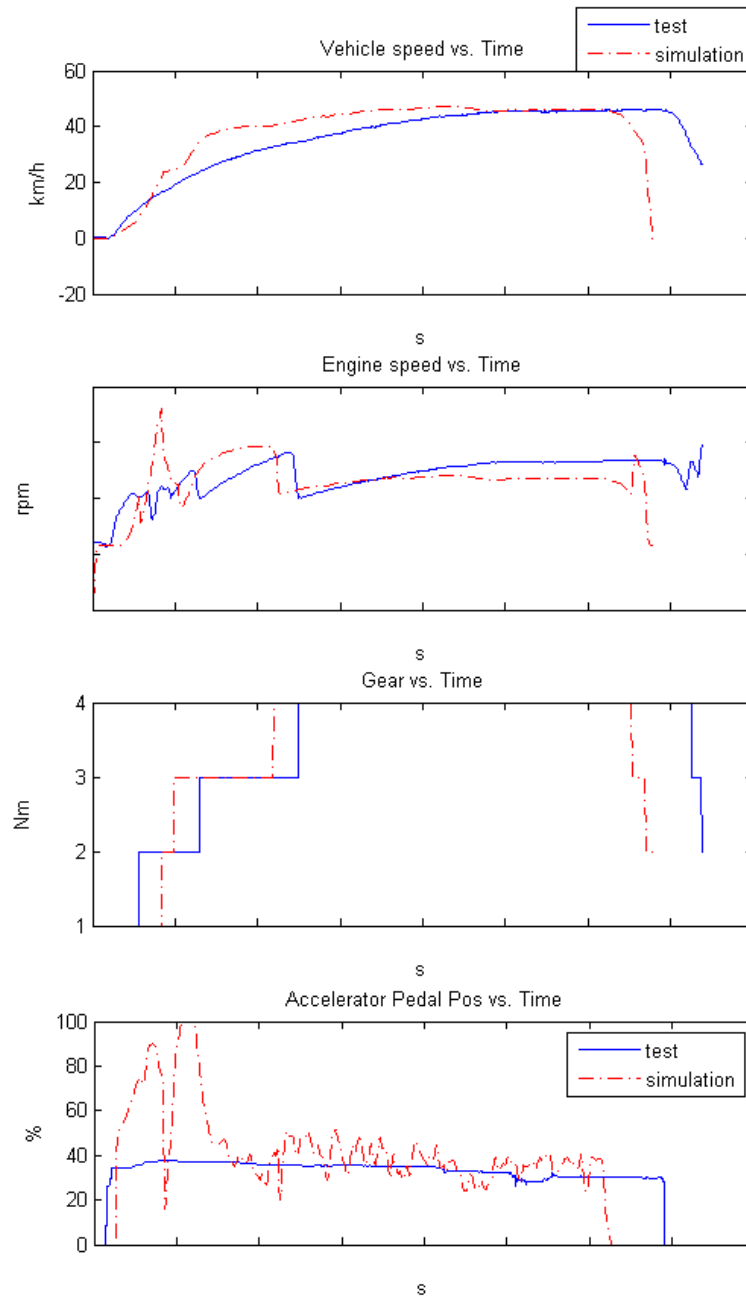 test
Vehicle speed vs. Time
simulation
60
40
20
0
-20
km/h
s
Engine speed vs. Time
rpm
s
Gear vs. Time
4
3
2
1
Nm
s
Accelerator Pedal Pos vs. Time
100
80
60
40
20
0
%
test
simulation
s